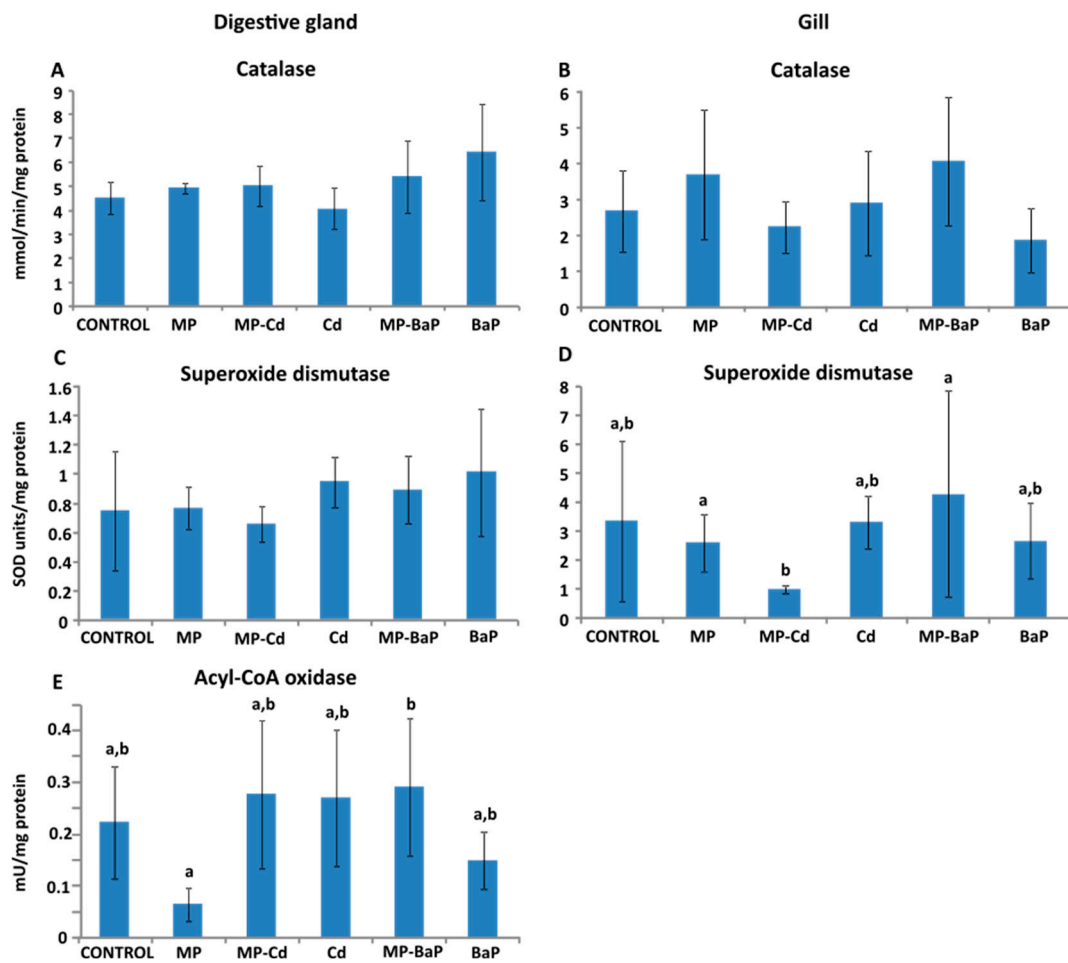 Digestive gland
Gill
A
Catalase
mmol/min/mg protein
9
8
7
6
5
4
3
2
1
0
CONTROL MP MP-Cd Cd MP-BaP BaP
B
Catalase
6
5
4
3
2
1
0
CONTROL MP MP-Cd Cd MP-BaP BaP
C
Superoxide dismutase
SOD units/mg protein
1.6
1.4
1.2
1
0.8
0.6
0.4
0.2
0
CONTROL MP MP-Cd Cd MP-BaP BaP
D
Superoxide dismutase
8
7
6
5
4
3
2
1
0
a,b a b a,b a a,b
CONTROL MP MP-Cd Cd MP-BaP BaP
E
Acyl-CoA oxidase
mU/mg protein
0.4
0.3
0.2
0.1
0
a,b a a,b a,b b a,b
CONTROL MP MP-Cd Cd MP-BaP BaP